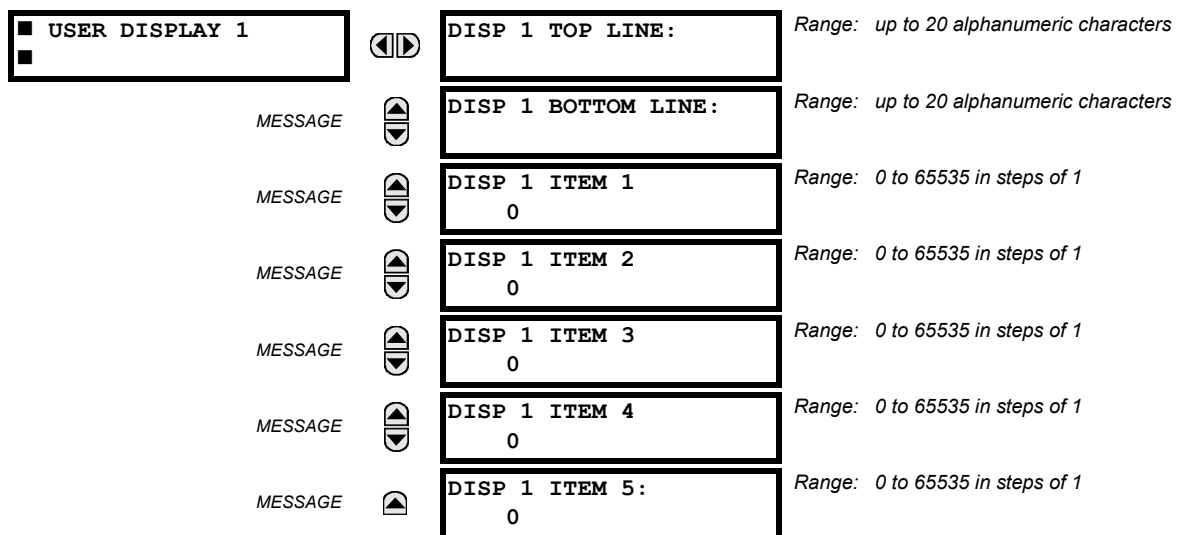 ■ USER DISPLAY 1
■
DISP 1 TOP LINE:
Range: up to 20 alphanumeric characters
MESSAGE
DISP 1 BOTTOM LINE:
Range: up to 20 alphanumeric characters
MESSAGE
DISP 1 ITEM 1
0
Range: 0 to 65535 in steps of 1
MESSAGE
DISP 1 ITEM 2
0
Range: 0 to 65535 in steps of 1
MESSAGE
DISP 1 ITEM 3
0
Range: 0 to 65535 in steps of 1
MESSAGE
DISP 1 ITEM 4
0
Range: 0 to 65535 in steps of 1
MESSAGE
DISP 1 ITEM 5:
0
Range: 0 to 65535 in steps of 1